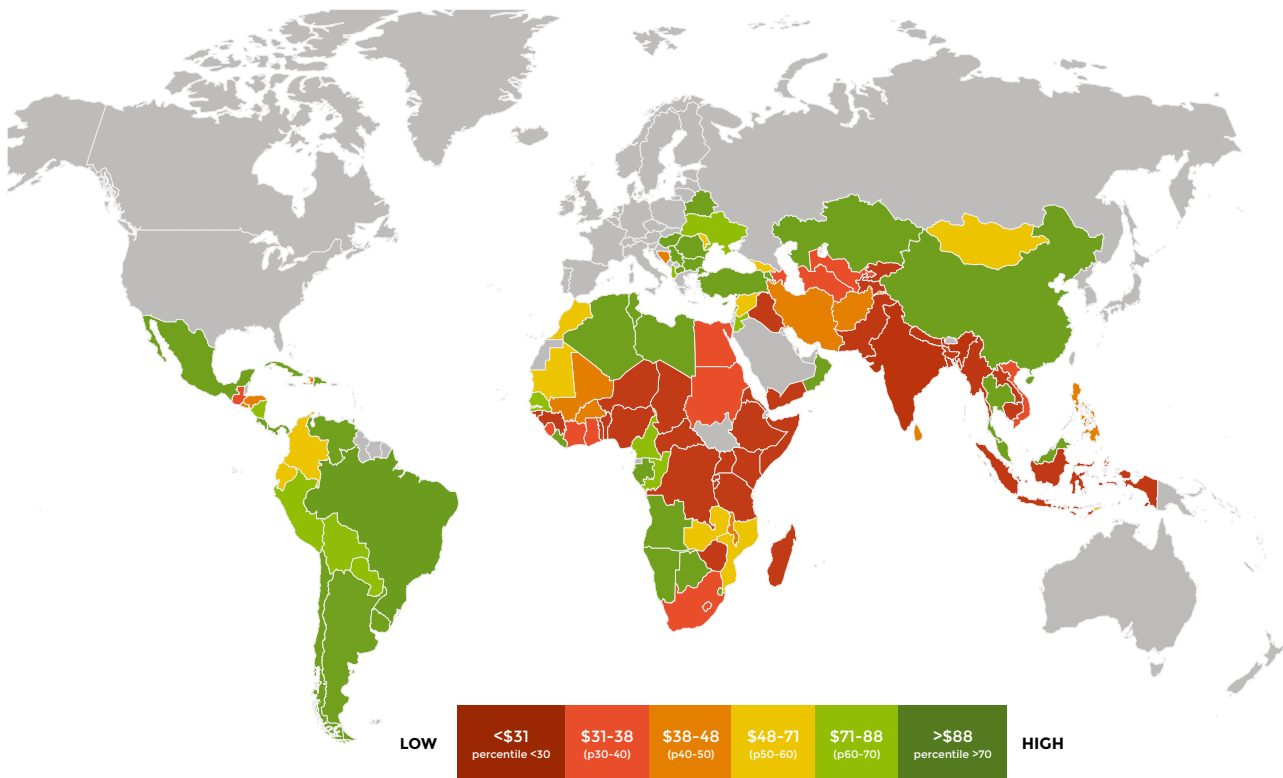 LOW
<$31
percentile <30
$31-38
(p30-40)
$38-48
(p40-50)
$48-71
(p50-60)
$71-88
(p60-70)
>$88
percentile >70
HIGH